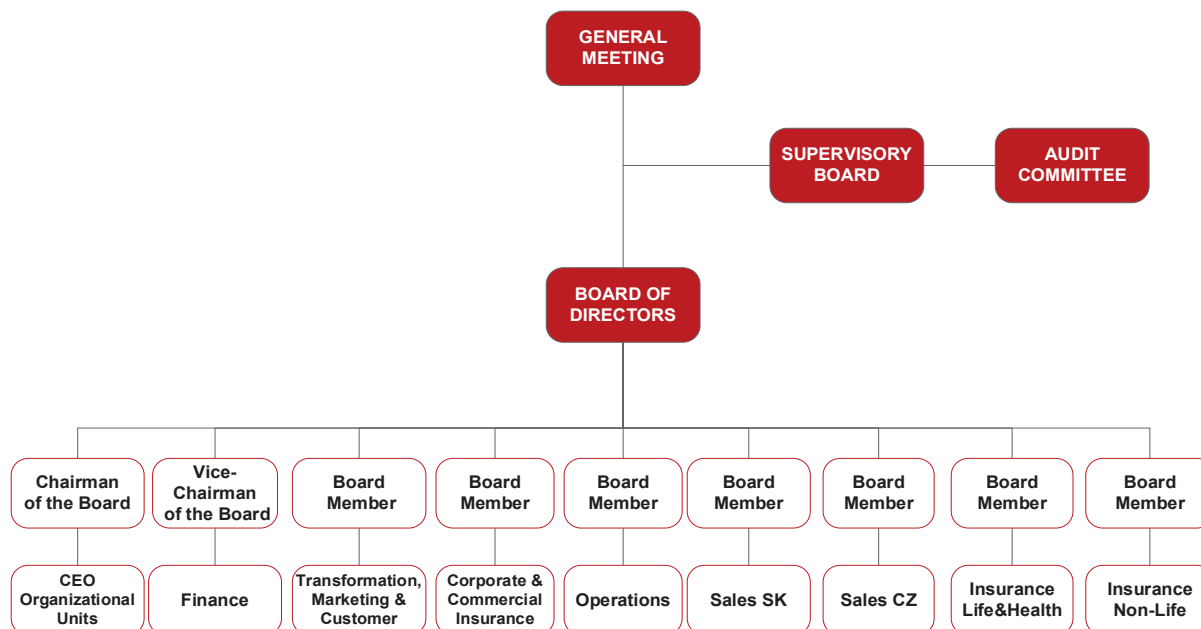 GENERAL
MEETING
SUPERVISORY
BOARD
AUDIT
COMMITTEE
BOARD OF
DIRECTORS
Chairman
of the Board
Vice-
Chairman
of the Board
Board
Member
Board
Member
Board
Member
Board
Member
Board
Member
Board
Member
Board
Member
CEO
Organizational
Units
Finance
Transformation,
Marketing &
Customer
Corporate &
Commercial
Insurance
Operations
Sales SK
Sales CZ
Insurance
Life&Health
Insurance
Non-Life